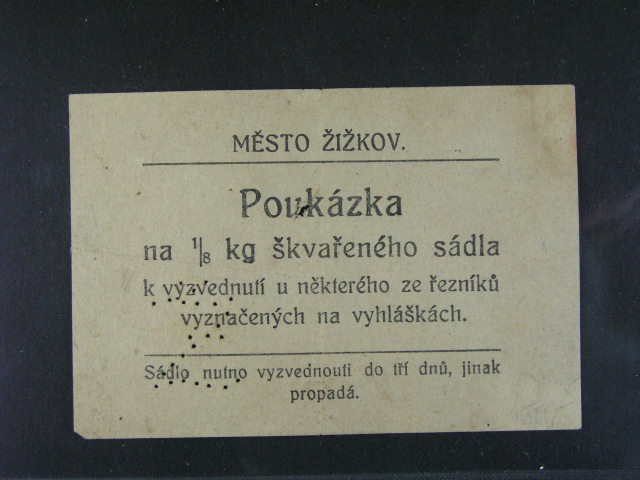 MĚSTO ŽIŽKOV.
Poukázka
na 1/8 kg škvařeného sádla
k vyzvednutí u některého ze řezníků
vyznačených na vyhláškách.
Sádlo nutno vyzvednouti do tří dnů, jinak
propadá.